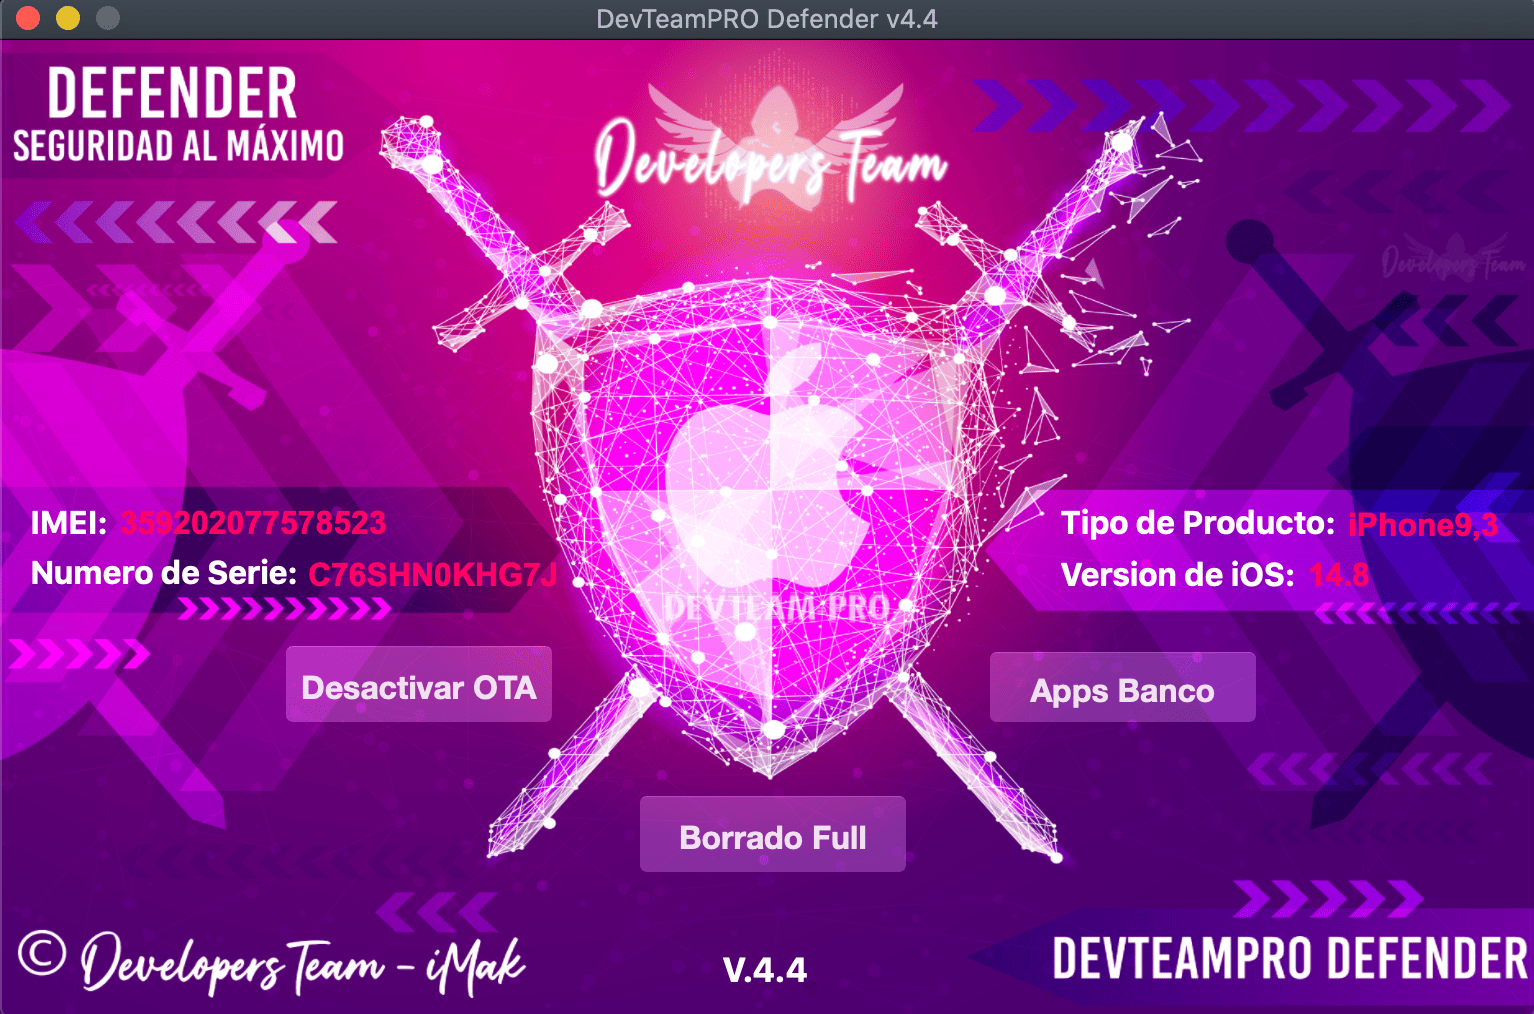 DevTeamPRO Defender v4.4
DEFENDER
SEGURIDAD AL MÁXIMO
Developers Team
Developers Team
IMEI: 359202077578523
Numero de Serie: C76SHN0KHG7J
Tipo de Producto: iPhone9,3
Version de iOS: 14.8
DEVTEAM PRO
Desactivar OTA
Apps Banco
Borrado Full
© Developers Team - iMak
V.4.4
DEVTEAMPRO DEFENDER